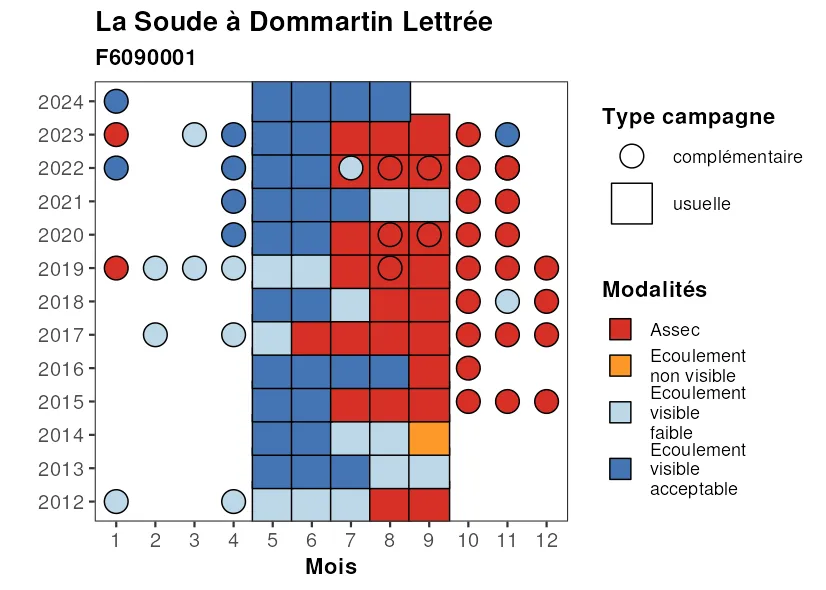 La Soude à Dommartin Lettrée
F6090001
2024
2023
2022
2021
2020
2019
2018
2017
2016
2015
2014
2013
2012
1 2 3 4 5 6 7 8 9 10 11 12
Mois
Type campagne
complémentaire
usuelle
Modalités
Assec
Ecoulement
non visible
Ecoulement
visible
faible
Ecoulement
visible
acceptable